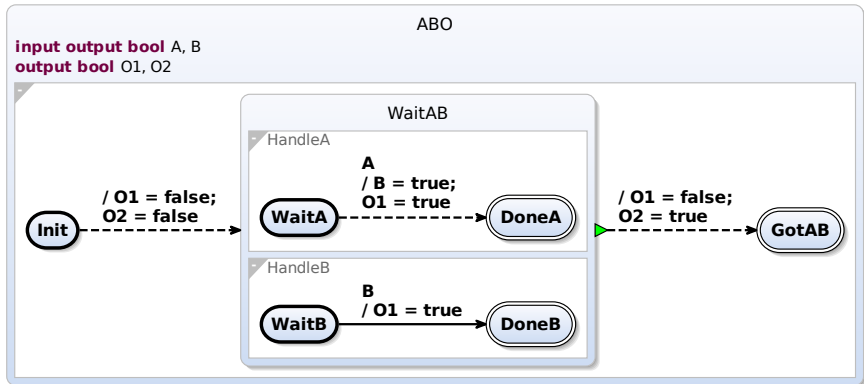 ABO
input output bool A, B
output bool O1, O2
WaitAB
HandleA
A
/ B = true;
O1 = true
WaitA
DoneA
/ O1 = false;
O2 = false
Init
/ O1 = false;
O2 = true
GotAB
HandleB
B
/ O1 = true
WaitB
DoneB